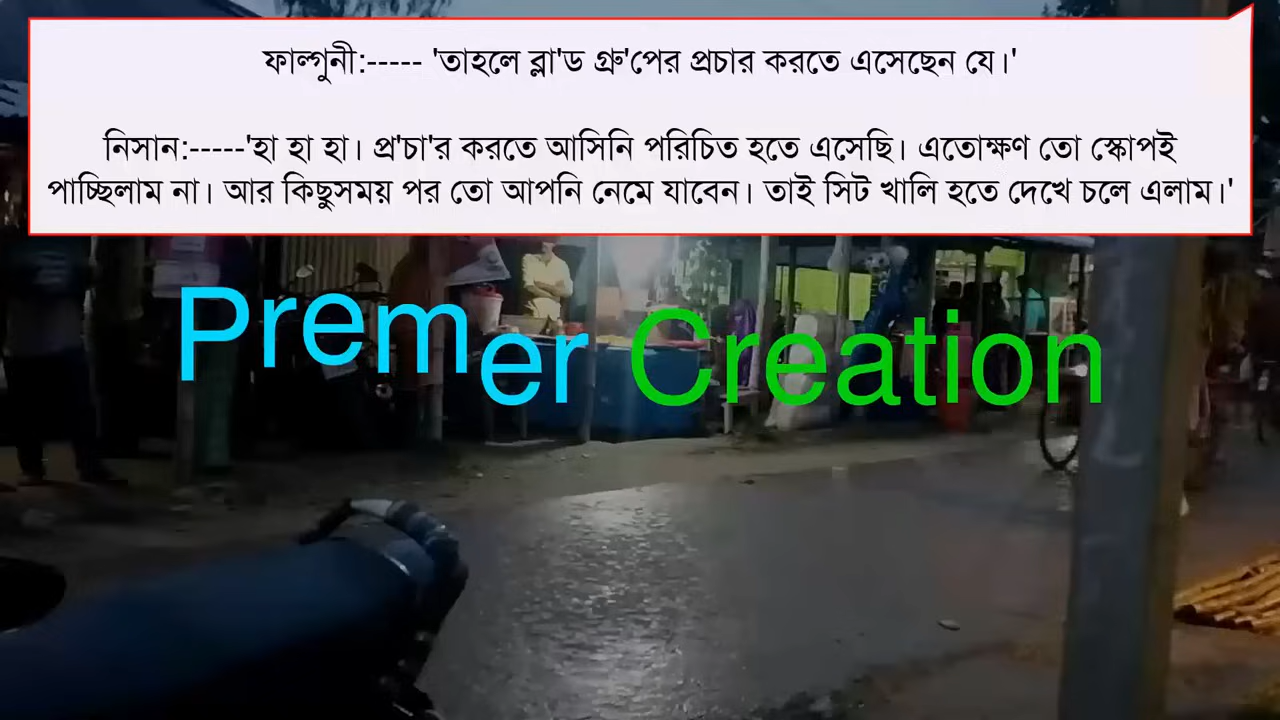 ফাল্গুনী:----- 'তাহলে ব্লা'ড গ্রু'পের প্রচার করতে এসেছেন যে।'
নিসান:-----'হা হা হা। প্র'চা'র করতে আসিনি পরিচিত হতে এসেছি। এতোক্ষণ তো স্কোপই
পাচ্ছিলাম না। আর কিছুসময় পর তো আপনি নেমে যাবেন। তাই সিট খালি হতে দেখে চলে এলাম।'
Premer Creation